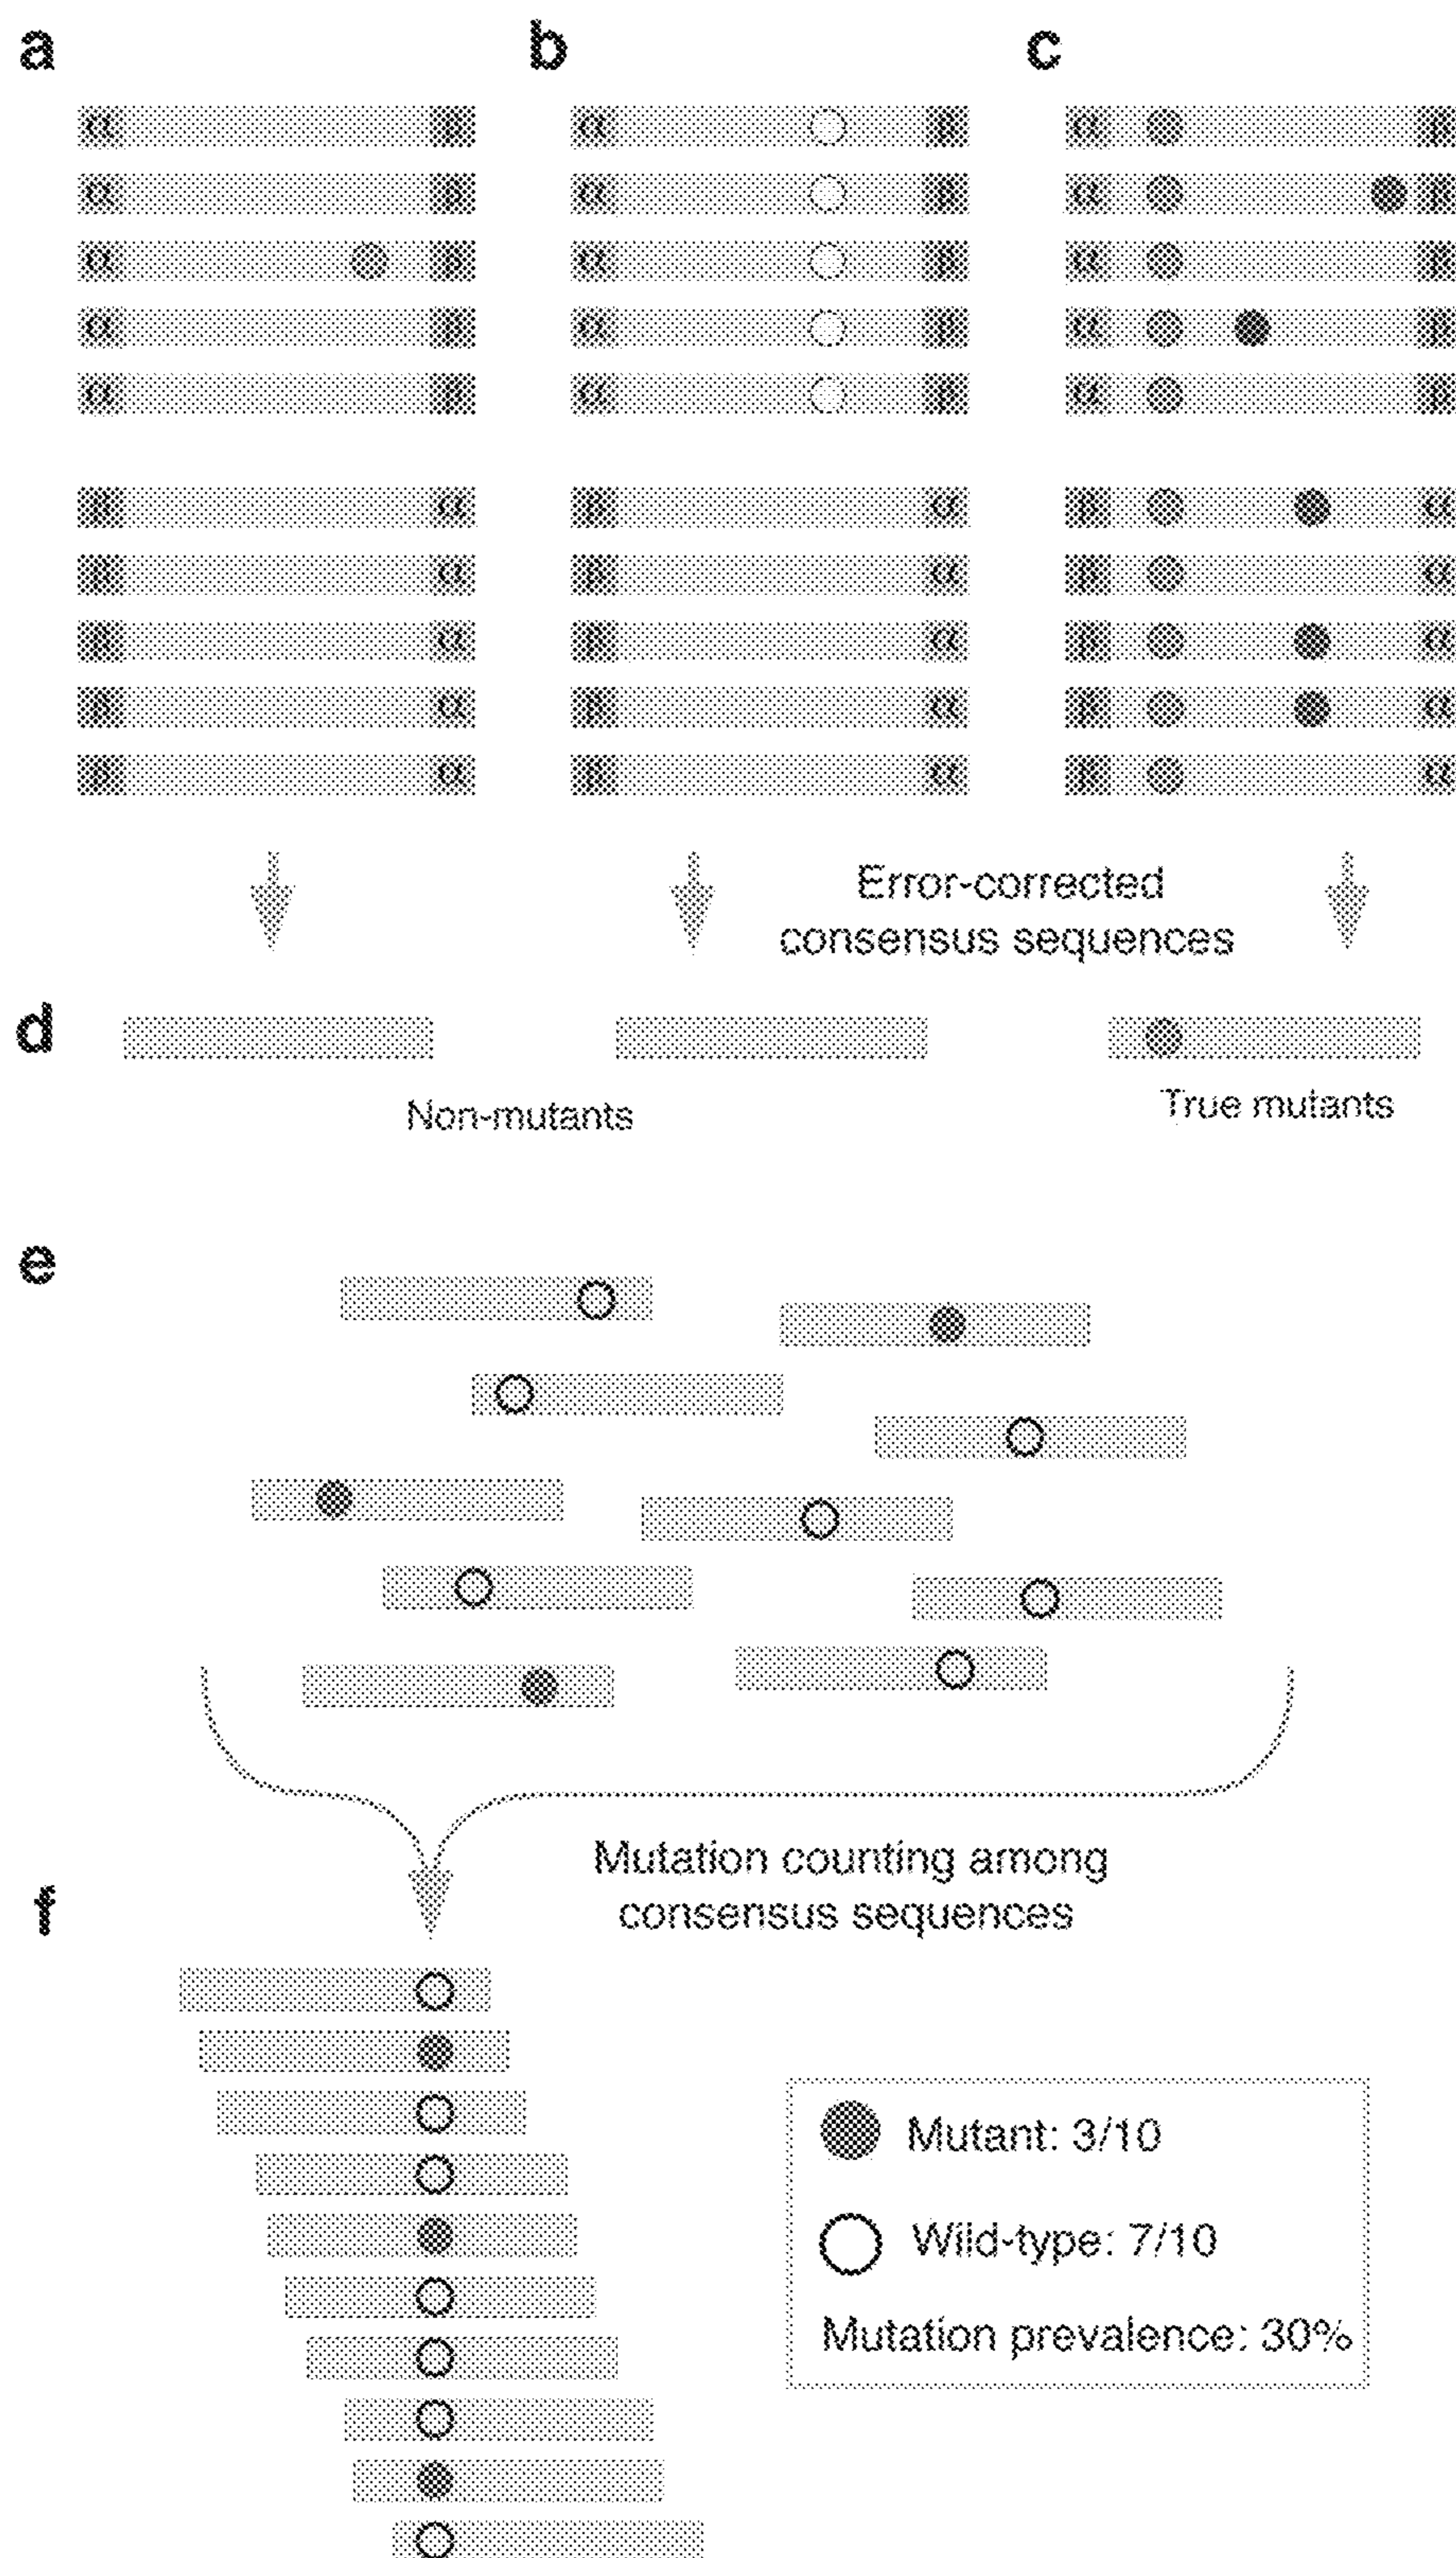 a b c
α β α β α β
α β α β α β
α β α β α β
α β α β α β
α β α β α β
β α β α β α
β α β α β α
β α β α β α
β α β α β α
β α β α β α
Error-corrected
consensus sequences
d
Non-mutants
True mutants
e
Mutation counting among
consensus sequences
f
Mutant: 3/10
Wild-type: 7/10
Mutation prevalence: 30%